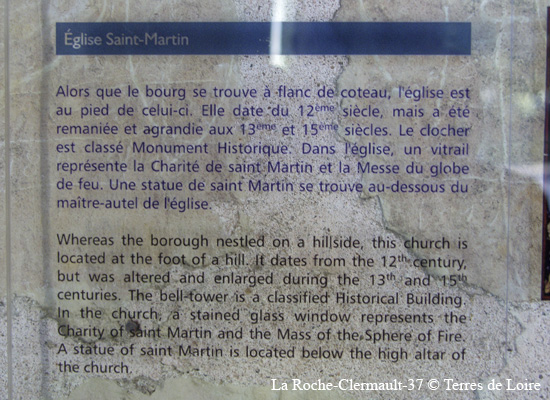 Église Saint-Martin
Alors que le bourg se trouve à flanc de coteau, l'église est
au pied de celui-ci. Elle date du 12ème siècle, mais a été
remaniée et agrandie aux 13ème et 15ème siècles. Le clocher
est classé Monument Historique. Dans l'église, un vitrail
représente la Charité de saint Martin et la Messe du globe
de feu. Une statue de saint Martin se trouve au-dessous du
maître-autel de l'église.
Whereas the borough nestled on a hillside, this church is
located at the foot of a hill. It dates from the 12th century,
but was altered and enlarged during the 13th and 15th
centuries. The bell-tower is a classified Historical Building.
In the church, a stained glass window represents the
Charity of saint Martin and the Mass of the Sphere of Fire.
A statue of saint Martin is located below the high altar of
the church.
La Roche-Clermault-37 © Terres de Loire